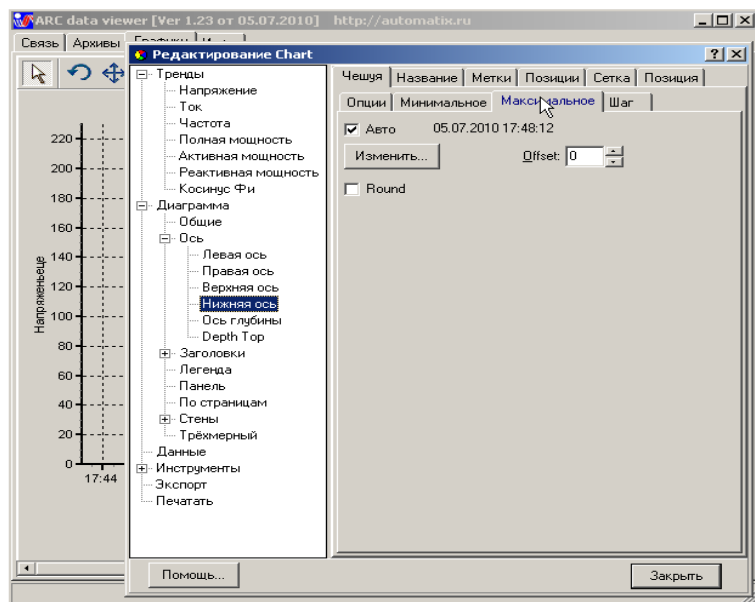 ARC data viewer [Ver 1.23 от 05.07.2010] http://automatix.ru
Связь Архивы Графики
Редактирование Chart
Тренды
Напряжение
Ток
Частота
Полная мощность
Активная мощность
Реактивная мощность
Косинус Фи
Диаграмма
Общие
Ось
Левая ось
Правая ось
Верхняя ось
Нижняя ось
Ось глубины
Depth Top
Заголовки
Легенда
Панель
По страницам
Стены
Трёхмерный
Данные
Инструменты
Экспорт
Печатать
Чешуя Название Метки Позиции Сетка Позиция
Опции Минимальное Максимальное Шаг
Авто 05.07.2010 17:48:12
Изменить... Offset: 0
Round
220
200
180
160
140
120
100
80
60
40
20
0
17:44
Напряженьеце
Помощь... Закрыть